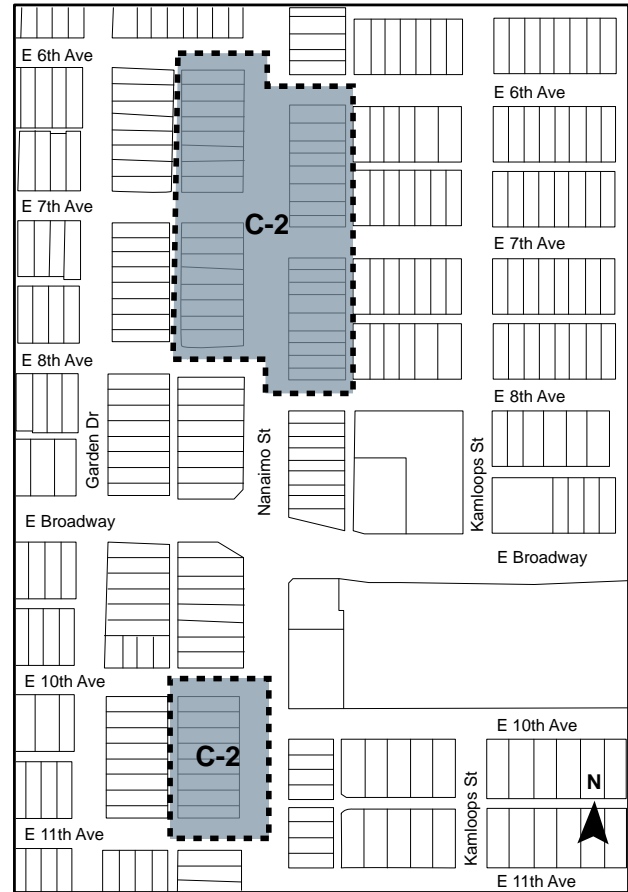 E 6th Ave
E 6th Ave
E 7th Ave
C-2
E 7th Ave
E 8th Ave
E 8th Ave
Garden Dr
Nanaimo St
Kamloops St
E Broadway
E Broadway
E 10th Ave
E 10th Ave
C-2
Kamloops St
N
E 11th Ave
E 11th Ave